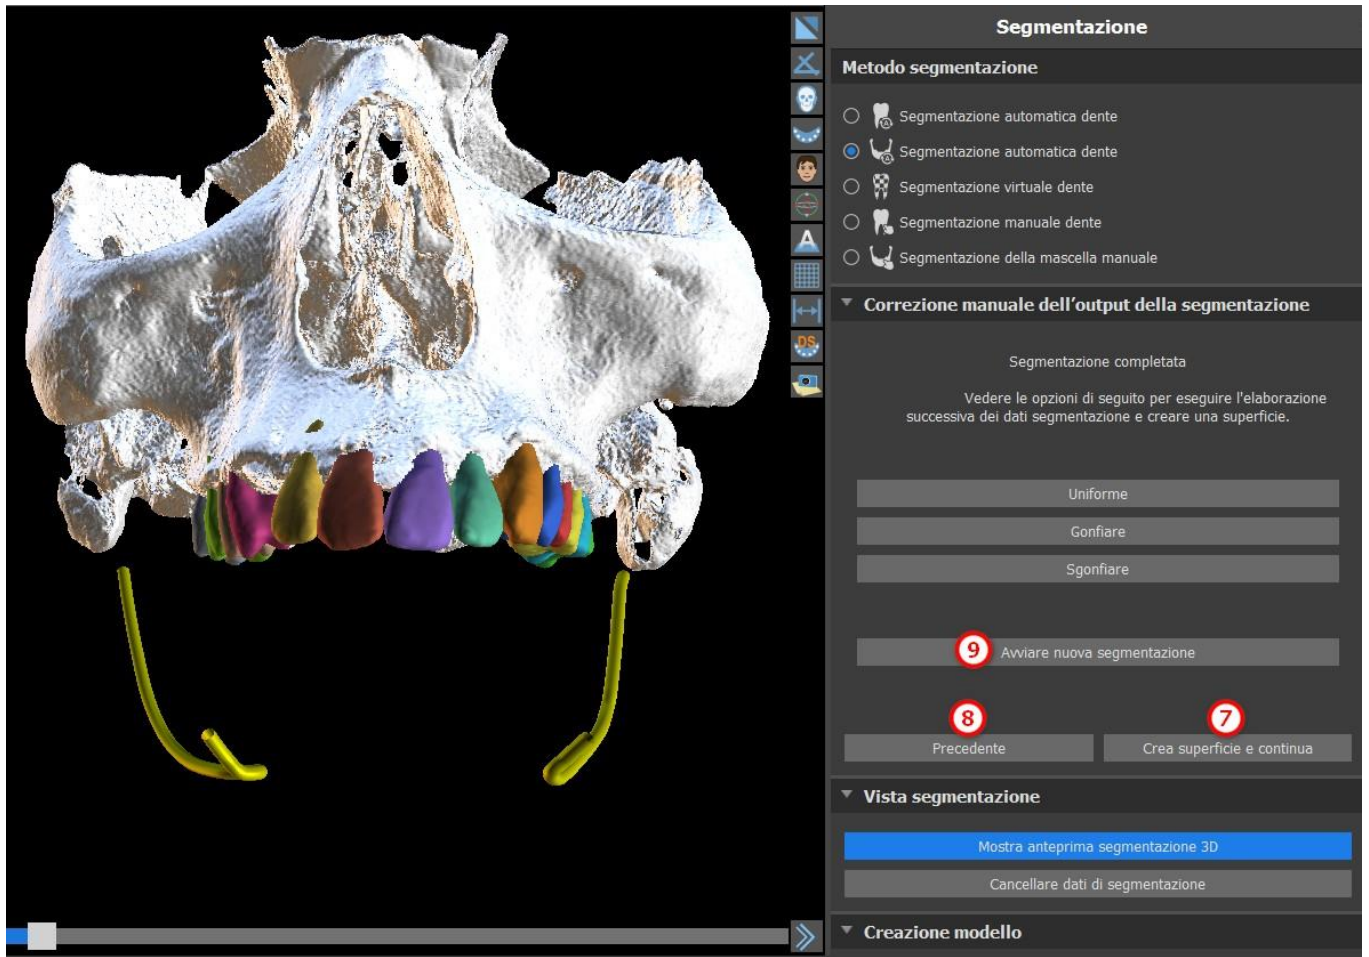 Segmentazione
Metodo segmentazione
Segmentazione automatica dente
Segmentazione automatica dente
Segmentazione virtuale dente
Segmentazione manuale dente
Segmentazione della mascella manuale
Correzione manuale dell'output della segmentazione
Segmentazione completata
Vedere le opzioni di seguito per eseguire l'elaborazione
successiva dei dati segmentazione e creare una superficie.
Uniforme
Gonfiare
Sgonfiare
9 Avviare nuova segmentazione
8
7
Precedente
Crea superficie e continua
Vista segmentazione
Mostra anteprima segmentazione 3D
Cancellare dati di segmentazione
Creazione modello
A
DS